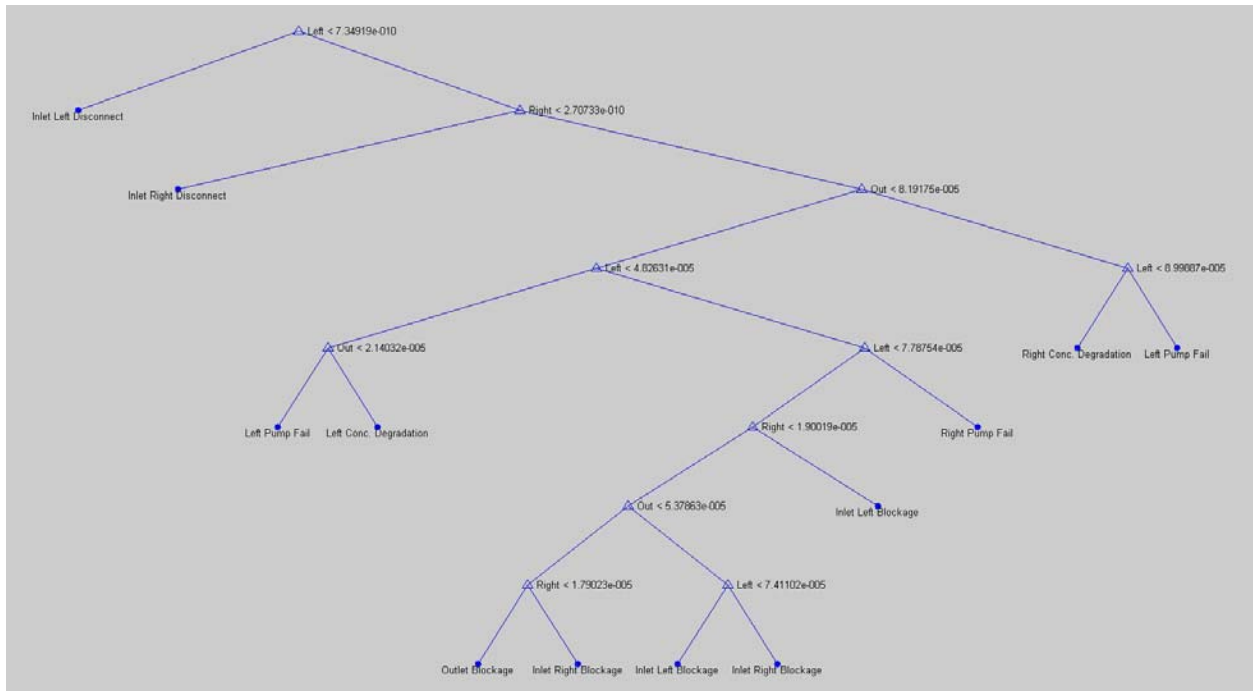 Left < 7.34919e-010
Inlet Left Disconnect
Right < 2.70733e-010
Inlet Right Disconnect
Out < 8.19175e-005
Left < 4.82631e-005
Left < 8.99887e-005
Out < 2.14032e-005
Left < 7.78754e-005
Right Conc. Degradation
Left Pump Fail
Left Pump Fail
Left Conc. Degradation
Right < 1.90019e-005
Right Pump Fail
Out < 5.37863e-005
Inlet Left Blockage
Right < 1.79023e-005
Left < 7.41102e-005
Outlet Blockage
Inlet Right Blockage
Inlet Left Blockage
Inlet Right Blockage